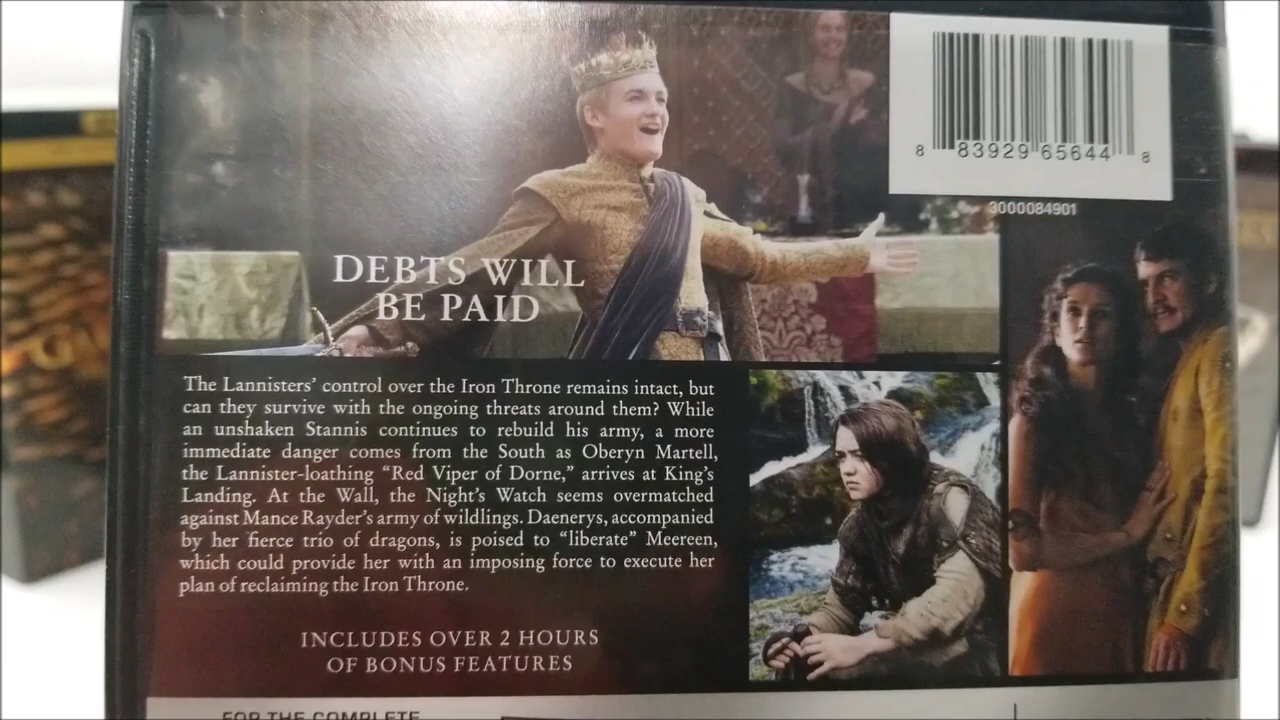 8 83929 65644 8
3000084901
DEBTS WILL
BE PAID
The Lannisters' control over the Iron Throne remains intact, but
can they survive with the ongoing threats around them? While
an unshaken Stannis continues to rebuild his army, a more
immediate danger comes from the South as Oberyn Martell,
the Lannister-loathing “Red Viper of Dorne,” arrives at King's
Landing. At the Wall, the Night's Watch seems overmatched
against Mance Rayder's army of wildlings. Daenerys, accompanied
by her fierce trio of dragons, is poised to “liberate” Meereen,
which could provide her with an imposing force to execute her
plan of reclaiming the Iron Throne.
INCLUDES OVER 2 HOURS
OF BONUS FEATURES
FOR THE COMPLETE